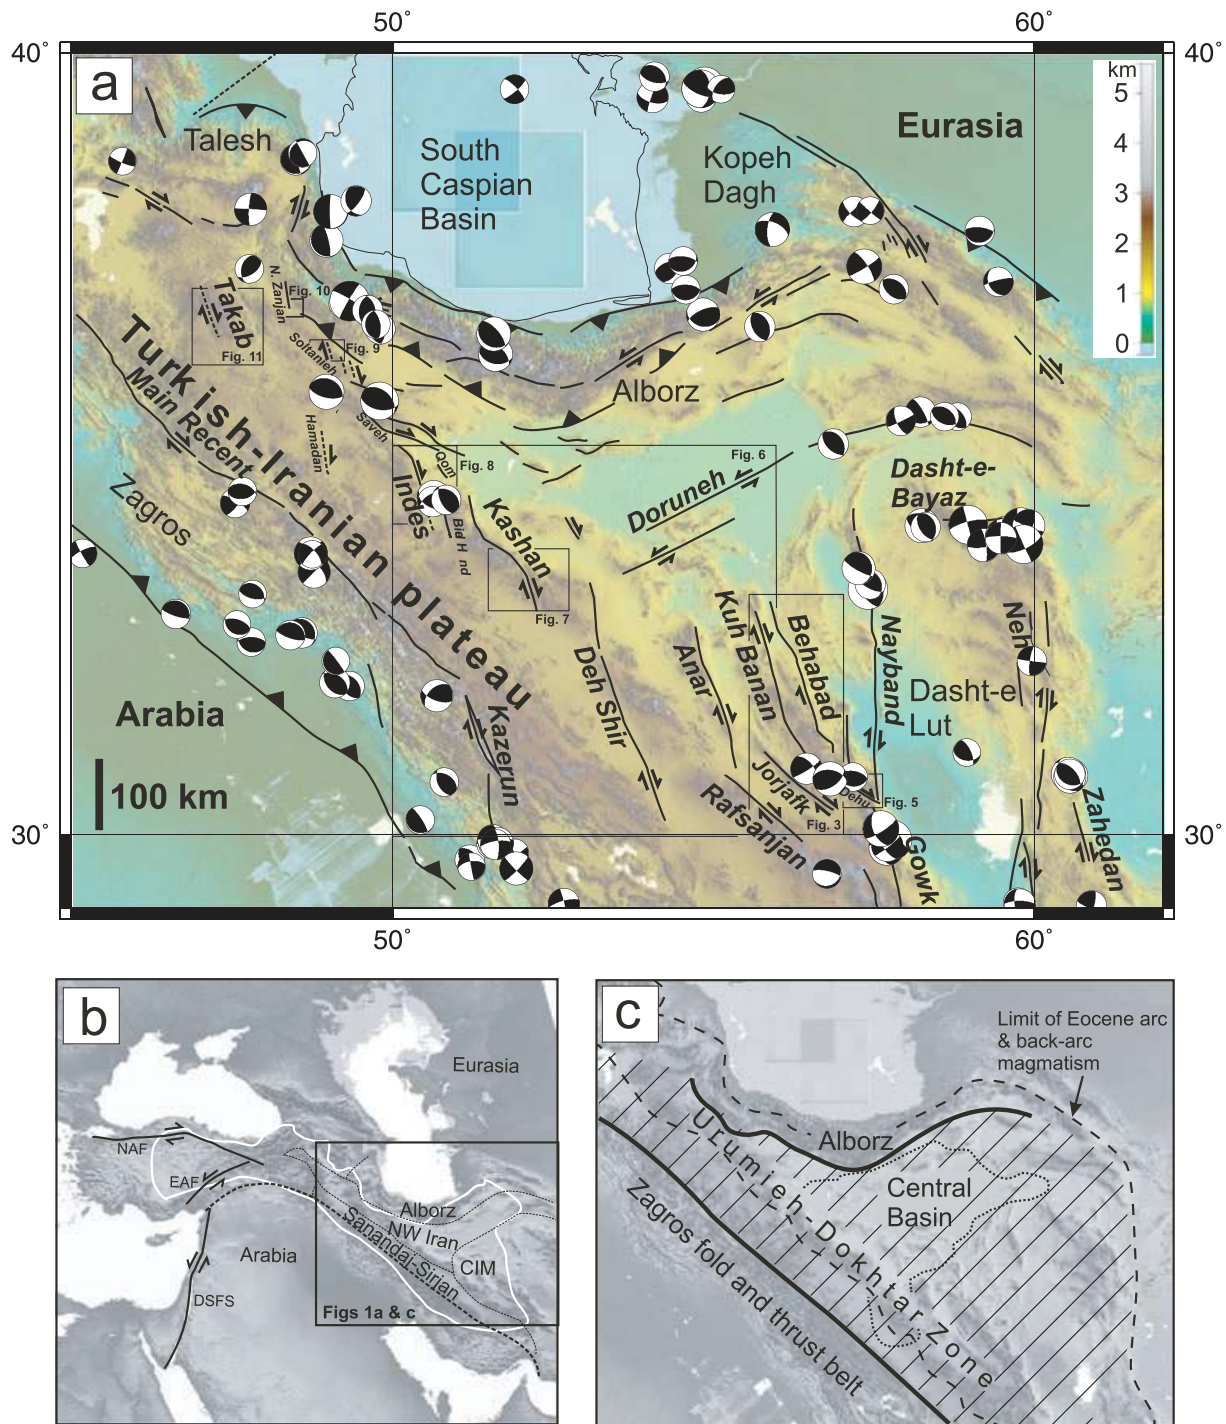 50°
60°
40°
40°
a
km
5
4
3
2
1
0
Talesh
South
Caspian
Basin
Kopeh
Dagh
Eurasia
N. Zanjan
Fig. 10
Takab
Fig. 11
Soltanieh
Fig. 9
Turkish-Iranian plateau
Main Recent
Alborz
Hamadan
Saveh
Qom
Fig. 8
Fig. 6
Zagros
Indes
Bid H nd
Kashan
Fig. 7
Doruneh
Dasht-e-
Bayaz
Arabia
100 km
Kazerun
Deh Shir
Anar
Kuh Banan
Behabad
Nayband
Neh
Dasht-e
Lut
Jorjafk
Dehu
Fig. 5
Fig. 3
Rafsanjan
Gowk
Zahedan
30°
30°
50°
60°
b
Eurasia
NAF
EAF
Alborz
NW Iran
Sanandaj-Sirjan
CIM
Arabia
DSFS
Figs 1a & c
c
Limit of Eocene arc
& back-arc
magmatism
Alborz
Urumieh-Dokhtar Zone
Central
Basin
Zagros fold and thrust belt